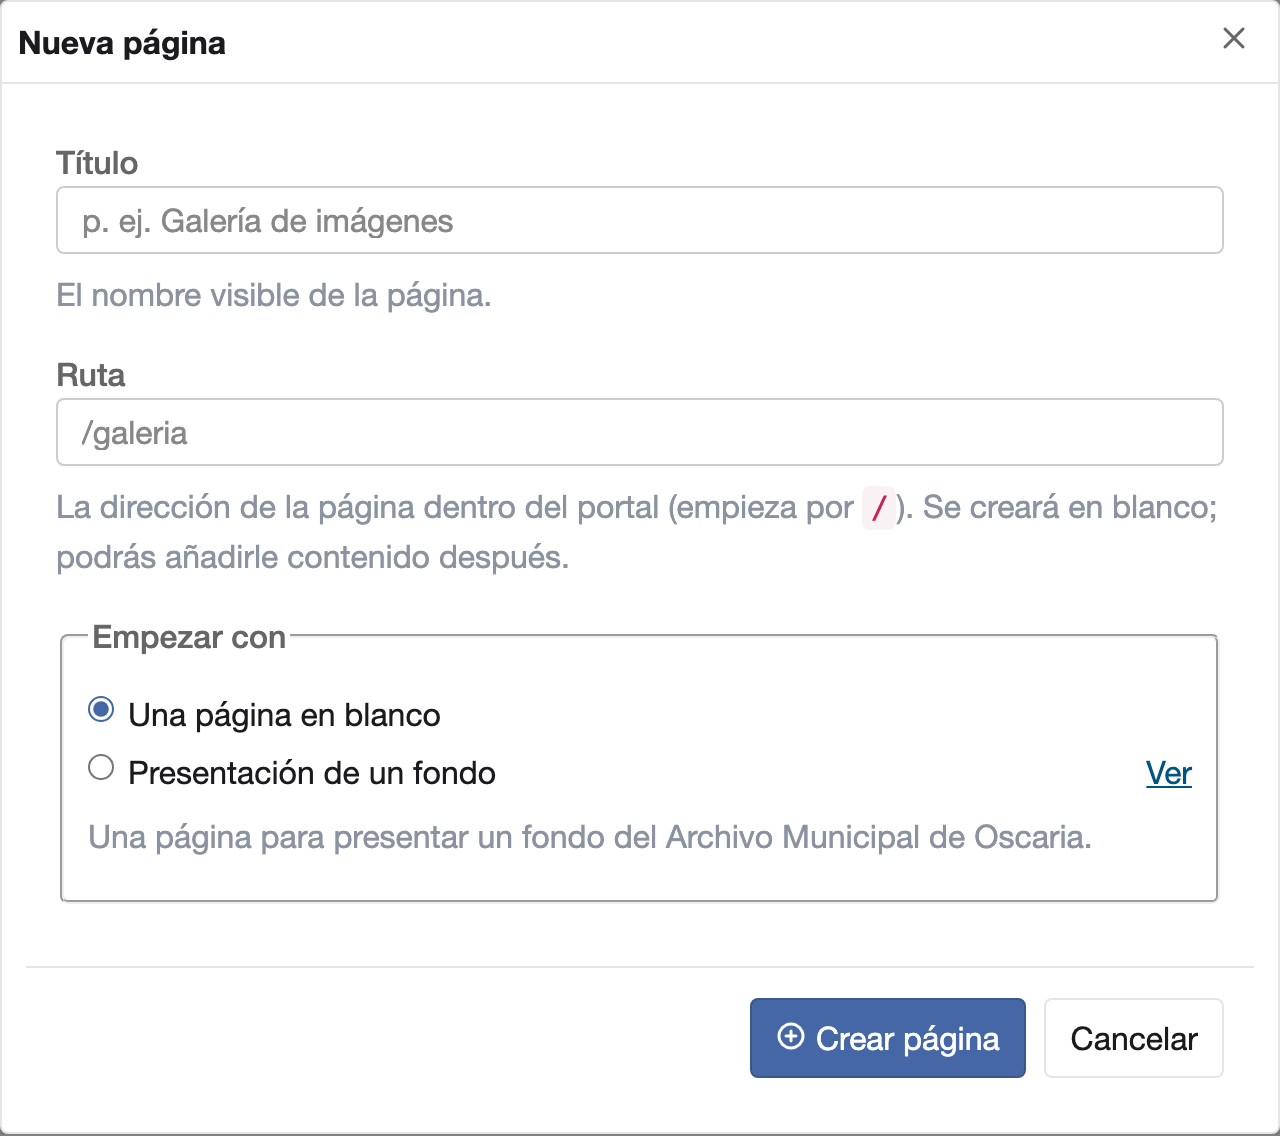 Nueva página
Título
p. ej. Galería de imágenes
El nombre visible de la página.
Ruta
/galeria
La dirección de la página dentro del portal (empieza por /). Se creará en blanco;
podrás añadirle contenido después.
Empezar con
Una página en blanco
Presentación de un fondo
Ver
Una página para presentar un fondo del Archivo Municipal de Oscaria.
Crear página
Cancelar